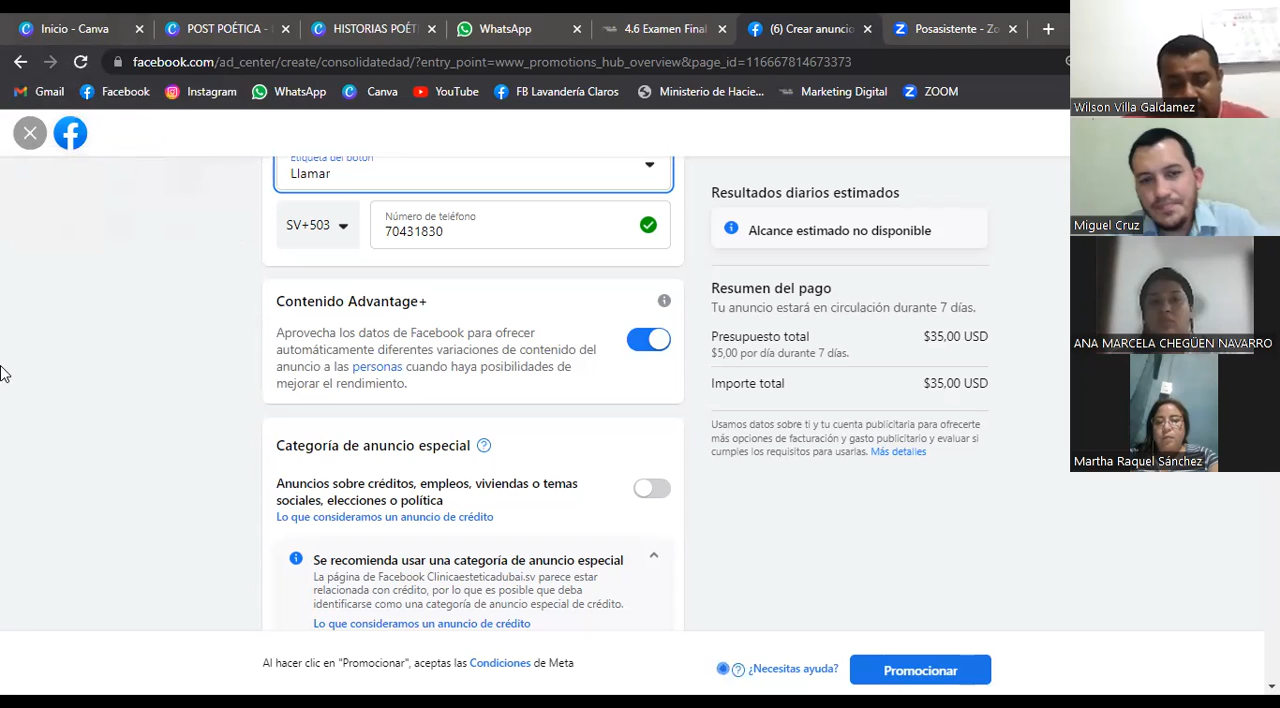 Inicio - Canva
POST POÉTICA -
HISTORIAS POÉT
WhatsApp
4.6 Examen Final
(6) Crear anuncio
Posasistente - Zo
facebook.com/ad_center/create/consolidatedad/?entry_point=www_promotions_hub_overview&page_id=116667814673373
Gmail
Facebook
Instagram
WhatsApp
Canva
YouTube
FB Lavandería Claros
Ministerio de Hacie...
Marketing Digital
ZOOM
Wilson Villa Galdamez
Miguel Cruz
ANA MARCELA CHEGÜEN NAVARRO
Martha Raquel Sánchez
Etiqueta del botón
Llamar
SV+503
Número de teléfono
70431830
Contenido Advantage+
Aprovecha los datos de Facebook para ofrecer
automáticamente diferentes variaciones de contenido del
anuncio a las personas cuando haya posibilidades de
mejorar el rendimiento.
Categoría de anuncio especial
Anuncios sobre créditos, empleos, viviendas o temas
sociales, elecciones o política
Lo que consideramos un anuncio de crédito
Se recomienda usar una categoría de anuncio especial
La página de Facebook Clinicaesteticadubai.sv parece estar
relacionada con crédito, por lo que es posible que deba
identificarse como una categoría de anuncio especial de crédito.
Lo que consideramos un anuncio de crédito
Resultados diarios estimados
Alcance estimado no disponible
Resumen del pago
Tu anuncio estará en circulación durante 7 días.
Presupuesto total $35,00 USD
$5,00 por día durante 7 días.
Importe total $35,00 USD
Usamos datos sobre ti y tu cuenta publicitaria para ofrecerte
más opciones de facturación y gasto publicitario y evaluar si
cumples los requisitos para usarlas. Más detalles
Al hacer clic en "Promocionar", aceptas las Condiciones de Meta
¿Necesitas ayuda?
Promocionar